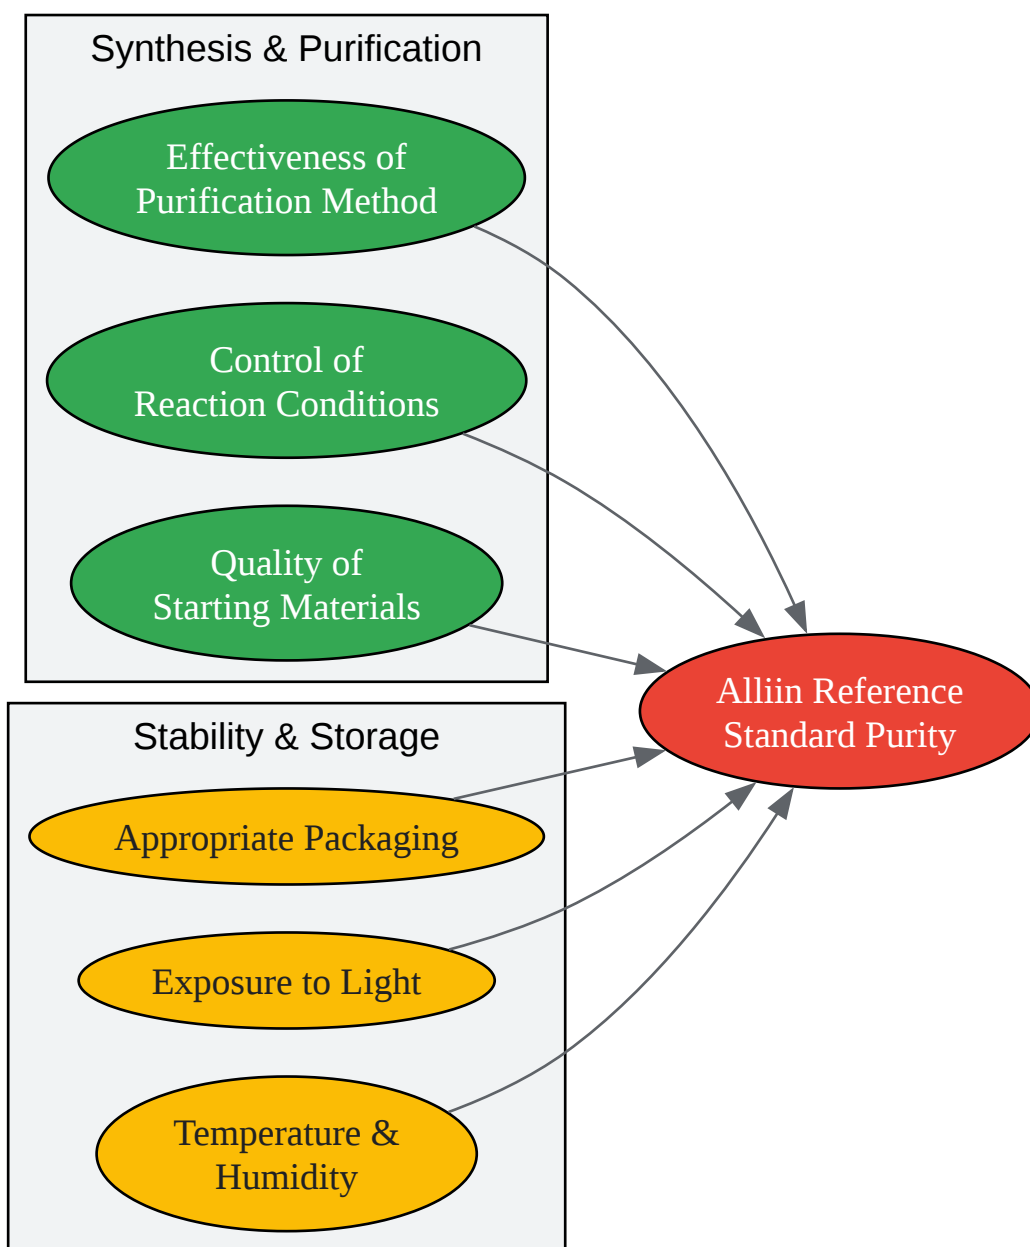 Synthesis & Purification
Effectiveness of
Purification Method
Control of
Reaction Conditions
Quality of
Starting Materials
Alliin Reference
Standard Purity
Stability & Storage
Appropriate Packaging
Exposure to Light
Temperature &
Humidity